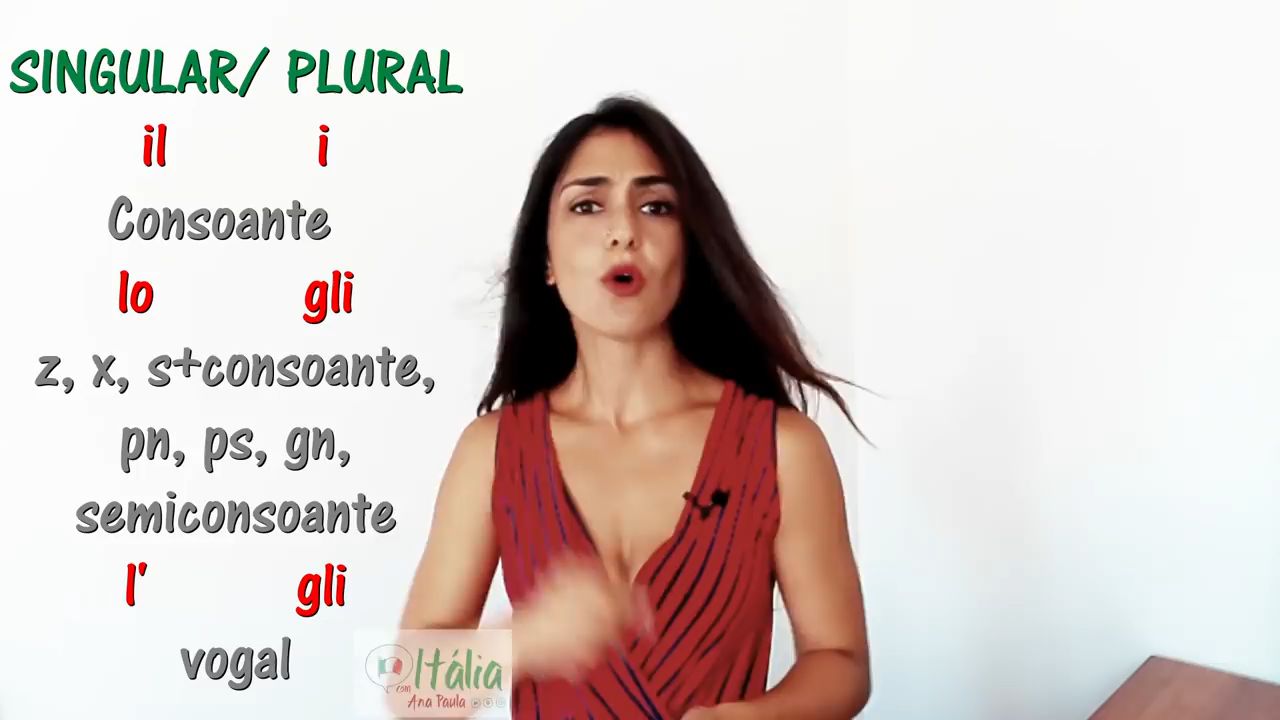 SINGULAR/ PLURAL
il i
Consoante
lo gli
z, x, s+consoante,
pn, ps, gn,
semiconsoante
l' gli
vogal
Itália
com
Ana Paula